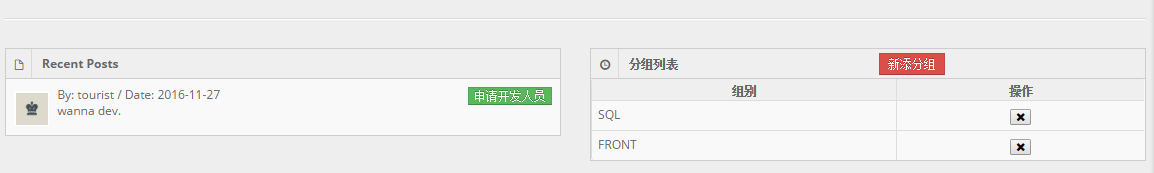 Recent Posts
By: tourist / Date: 2016-11-27
申请开发人员
wanna dev.
分组列表
新添分组
组别
操作
SQL
FRONT